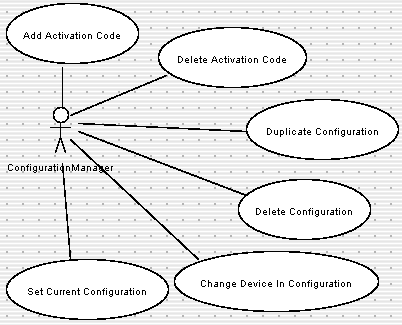 Add Activation Code
Delete Activation Code
Duplicate Configuration
ConfigurationManager
Delete Configuration
Change Device In Configuration
Set Current Configuration